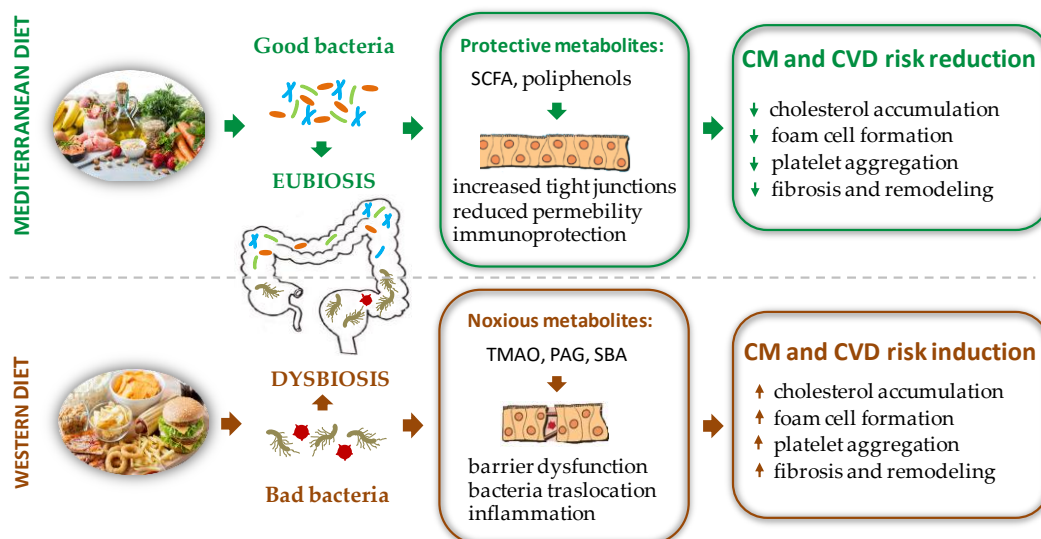 MEDITERRANEAN DIET
Good bacteria
EUBIOSIS
Protective metabolites:
SCFA, poliphenols
increased tight junctions
reduced permebility
immunoprotection
CM and CVD risk reduction
cholesterol accumulation
foam cell formation
platelet aggregation
fibrosis and remodeling
WESTERN DIET
DYSBIOSIS
Bad bacteria
Noxious metabolites:
TMAO, PAG, SBA
barrier dysfunction
bacteria traslocation
inflammation
CM and CVD risk induction
cholesterol accumulation
foam cell formation
platelet aggregation
fibrosis and remodeling